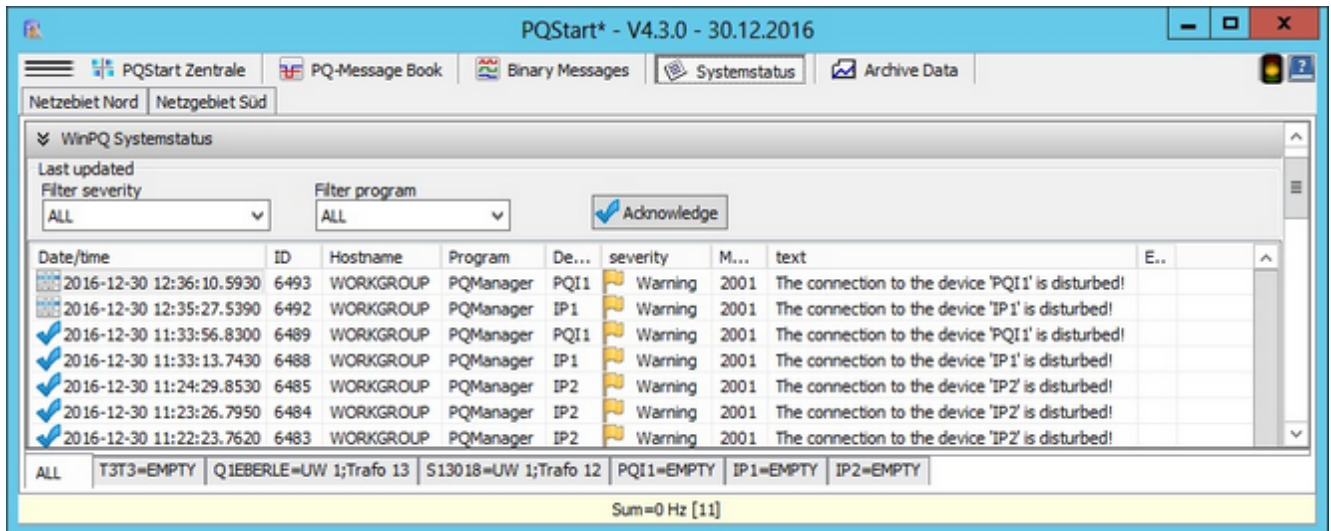 PQStart* - V4.3.0 - 30.12.2016
PQStart Zentrale PQ-Message Book Binary Messages Systemstatus Archive Data
Netzebiet Nord Netzgebiet Süd
WinPQ Systemstatus
Last updated
Filter severity Filter program
ALL ALL Acknowledge
Date/time ID Hostname Program De... severity M... text E..
2016-12-30 12:36:10.5930 6493 WORKGROUP PQManager PQI1 Warning 2001 The connection to the device 'PQI1' is disturbed!
2016-12-30 12:35:27.5390 6492 WORKGROUP PQManager IP1 Warning 2001 The connection to the device 'IP1' is disturbed!
2016-12-30 11:33:56.8300 6489 WORKGROUP PQManager PQI1 Warning 2001 The connection to the device 'PQI1' is disturbed!
2016-12-30 11:33:13.7430 6488 WORKGROUP PQManager IP1 Warning 2001 The connection to the device 'IP1' is disturbed!
2016-12-30 11:24:29.8530 6485 WORKGROUP PQManager IP2 Warning 2001 The connection to the device 'IP2' is disturbed!
2016-12-30 11:23:26.7950 6484 WORKGROUP PQManager IP2 Warning 2001 The connection to the device 'IP2' is disturbed!
2016-12-30 11:22:23.7620 6483 WORKGROUP PQManager IP2 Warning 2001 The connection to the device 'IP2' is disturbed!
ALL T3T3=EMPTY Q1EBERLE=UW 1;Trafo 13 S13018=UW 1;Trafo 12 PQI1=EMPTY IP1=EMPTY IP2=EMPTY
Sum=0 Hz [11]